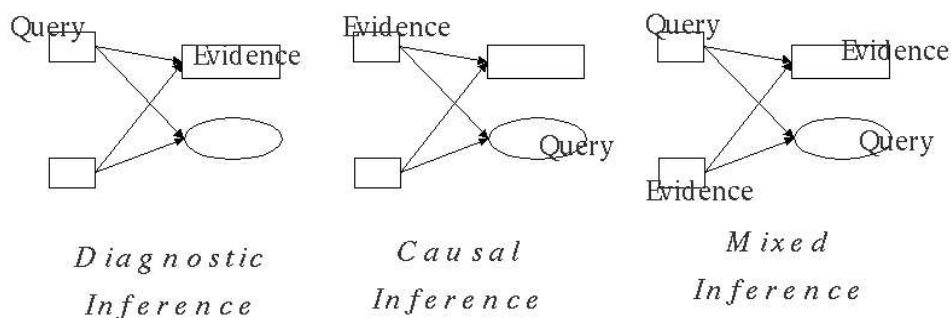 Query
Evidence
Diagnostic
Inference
Evidence
Query
Causal
Inference
Query
Evidence
Query
Evidence
Mixed
Inference